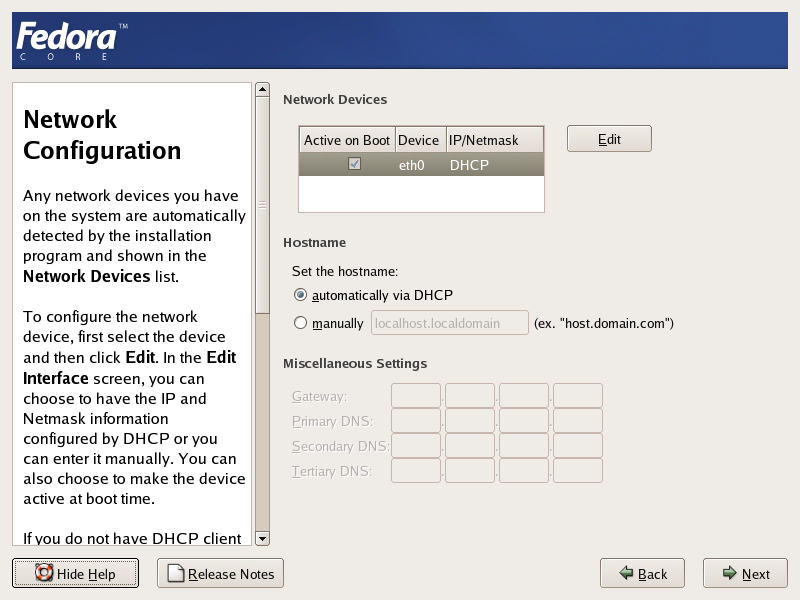 Fedora™
CORE
Network
Configuration
Any network devices you have
on the system are automatically
detected by the installation
program and shown in the
Network Devices list.
To configure the network
device, first select the device
and then click Edit. In the Edit
Interface screen, you can
choose to have the IP and
Netmask information
configured by DHCP or you
can enter it manually. You can
also choose to make the device
active at boot time.
If you do not have DHCP client
Network Devices
Active on Boot Device IP/Netmask
eth0 DHCP
Edit
Hostname
Set the hostname:
automatically via DHCP
manually localhost.localdomain (ex. "host.domain.com")
Miscellaneous Settings
Gateway: . . .
Primary DNS: . . .
Secondary DNS: . . .
Tertiary DNS: . . .
Hide Help Release Notes Back Next